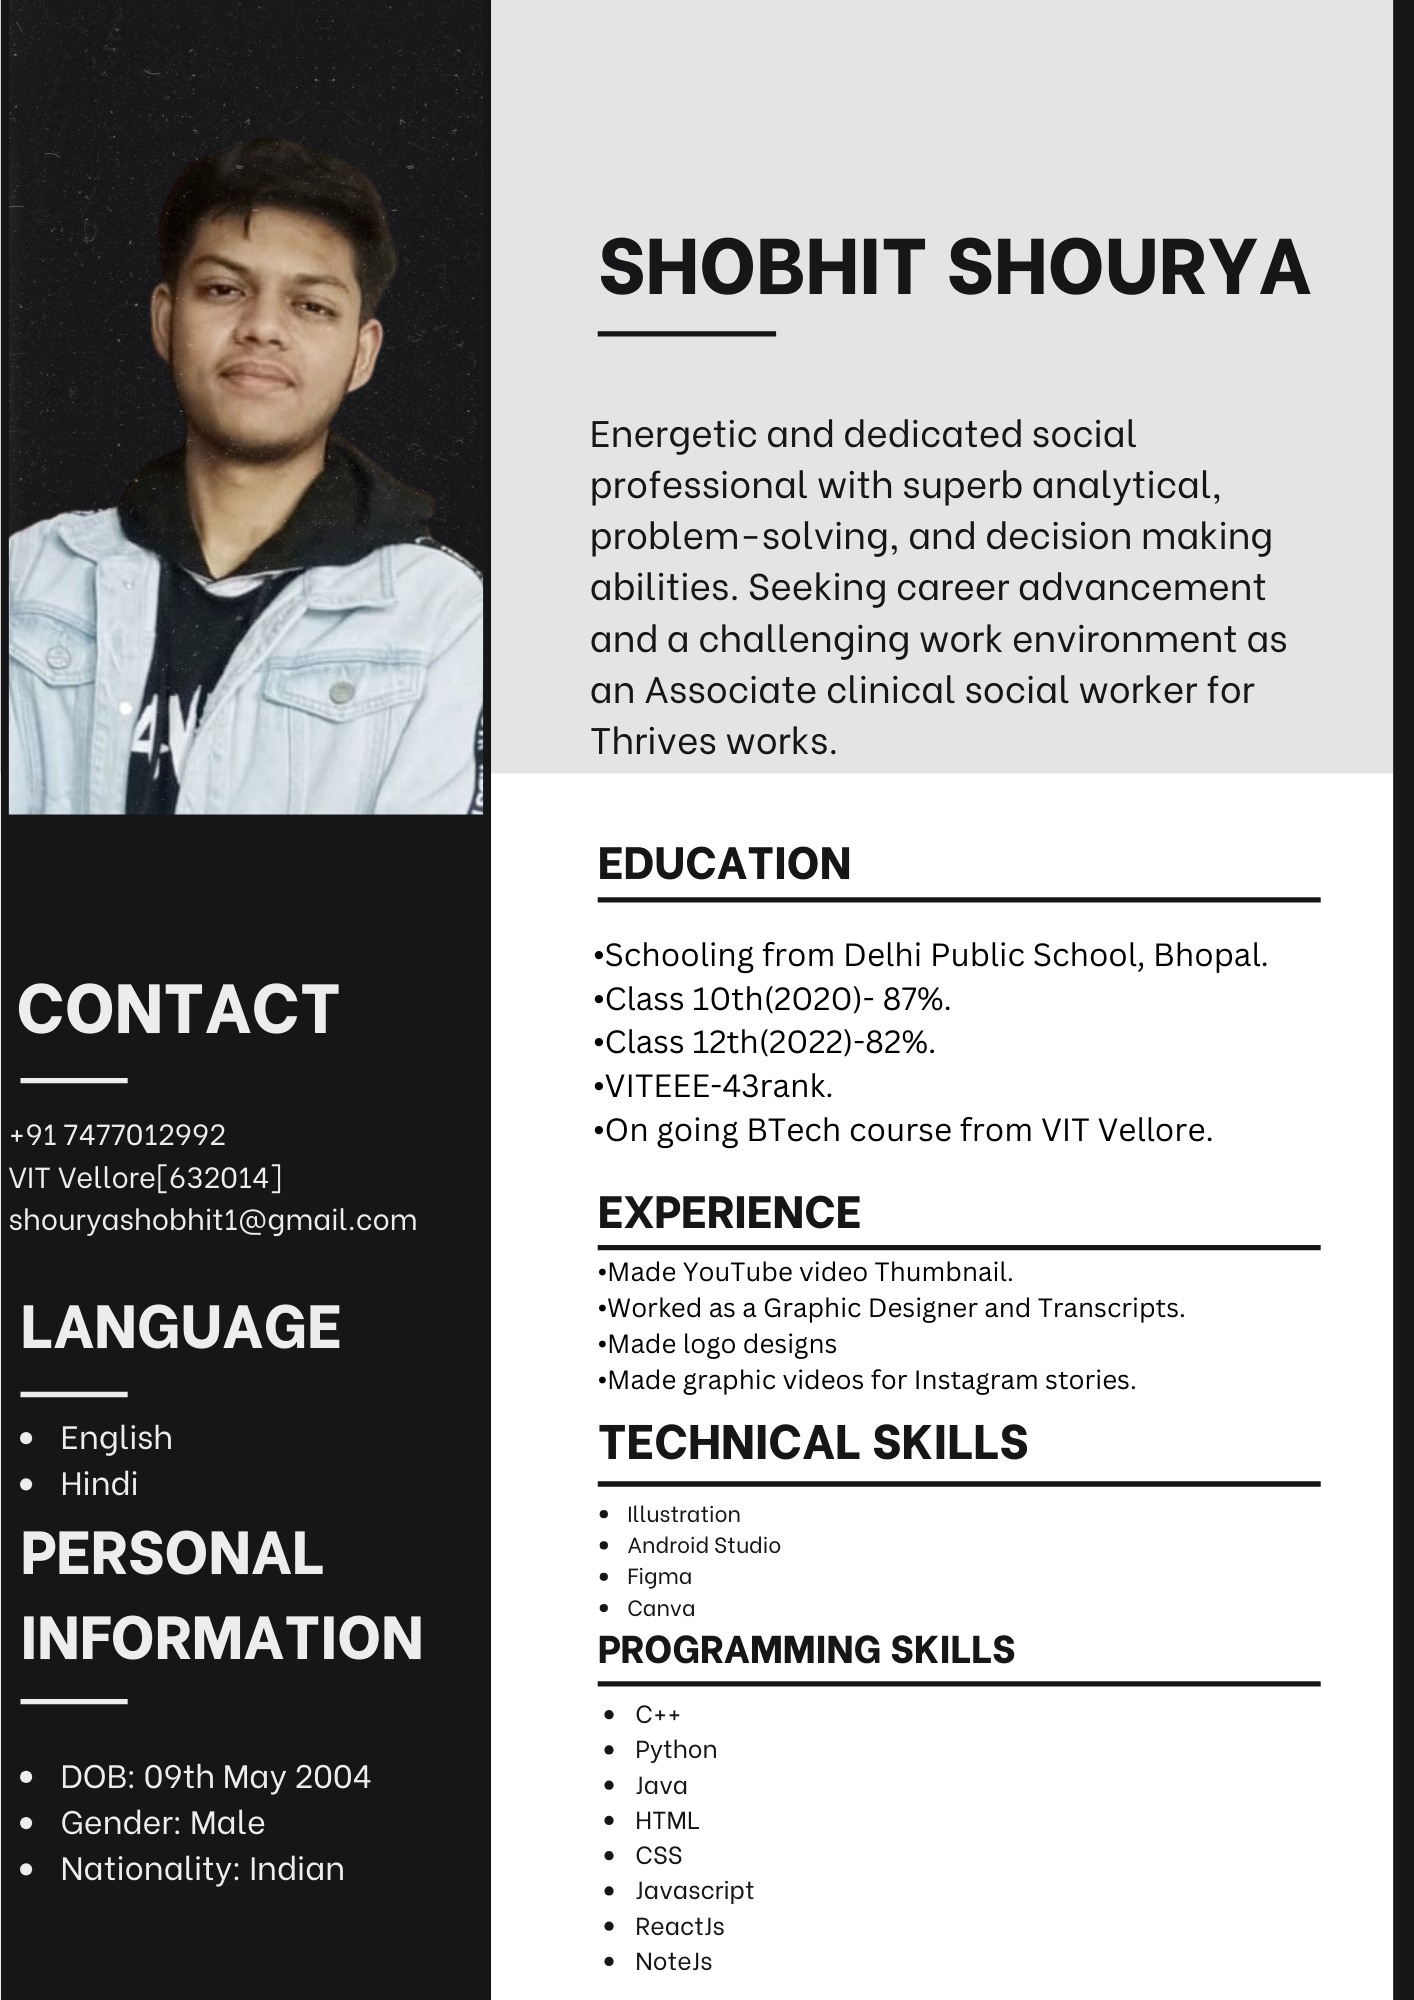 SHOBHIT SHOURYA
Energetic and dedicated social
professional with superb analytical,
problem-solving, and decision making
abilities. Seeking career advancement
and a challenging work environment as
an Associate clinical social worker for
Thrives works.
CONTACT
+91 7477012992
VIT Vellore[632014]
shouryashobhit1@gmail.com
LANGUAGE
• English
• Hindi
PERSONAL
INFORMATION
• DOB: 09th May 2004
• Gender: Male
• Nationality: Indian
EDUCATION
•Schooling from Delhi Public School, Bhopal.
•Class 10th(2020)- 87%.
•Class 12th(2022)-82%.
•VITEEE-43rank.
•On going BTech course from VIT Vellore.
EXPERIENCE
•Made YouTube video Thumbnail.
•Worked as a Graphic Designer and Transcripts.
•Made logo designs
•Made graphic videos for Instagram stories.
TECHNICAL SKILLS
• Illustration
• Android Studio
• Figma
• Canva
PROGRAMMING SKILLS
• C++
• Python
• Java
• HTML
• CSS
• Javascript
• ReactJs
• NoteJs